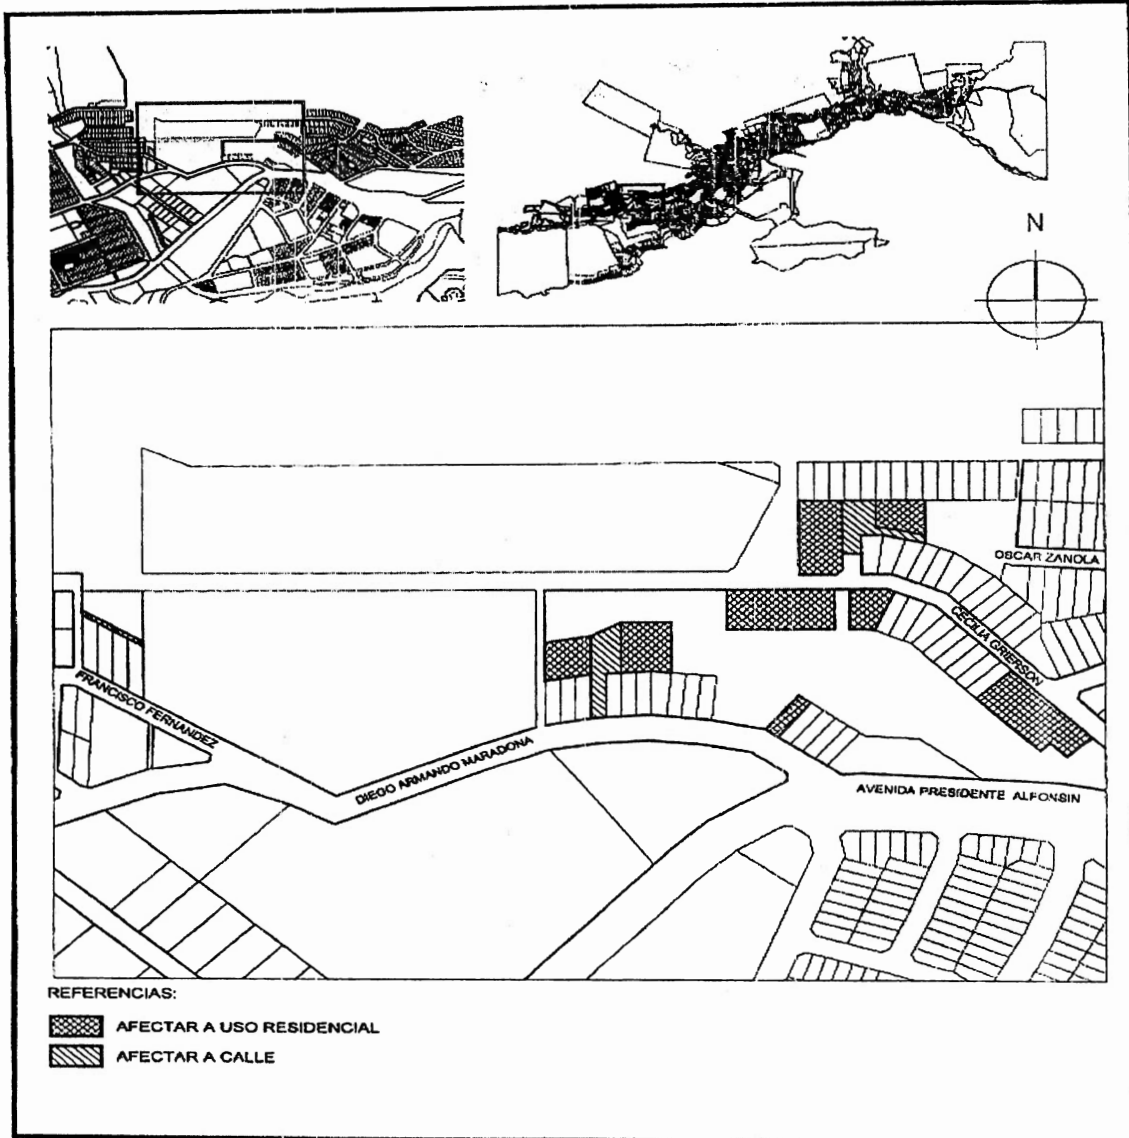 N
OSCAR ZANOLA
CECILIA GRIERSON
FRANCISCO FERNANDEZ
DIEGO ARMANDO MARADONA
AVENIDA PRESIDENTE ALFONSIN
REFERENCIAS:
AFECTAR A USO RESIDENCIAL
AFECTAR A CALLE